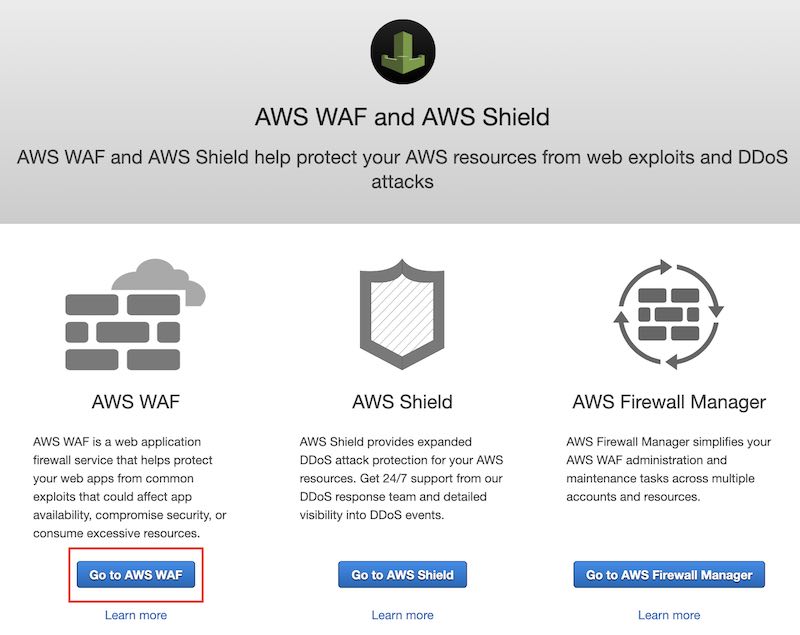 AWS WAF and AWS Shield
AWS WAF and AWS Shield help protect your AWS resources from web exploits and DDoS
attacks
AWS WAF
AWS WAF is a web application
firewall service that helps protect
your web apps from common
exploits that could affect app
availability, compromise security, or
consume excessive resources.
Go to AWS WAF
Learn more
AWS Shield
AWS Shield provides expanded
DDoS attack protection for your AWS
resources. Get 24/7 support from our
DDoS response team and detailed
visibility into DDoS events.
Go to AWS Shield
Learn more
AWS Firewall Manager
AWS Firewall Manager simplifies your
AWS WAF administration and
maintenance tasks across multiple
accounts and resources.
Go to AWS Firewall Manager
Learn more